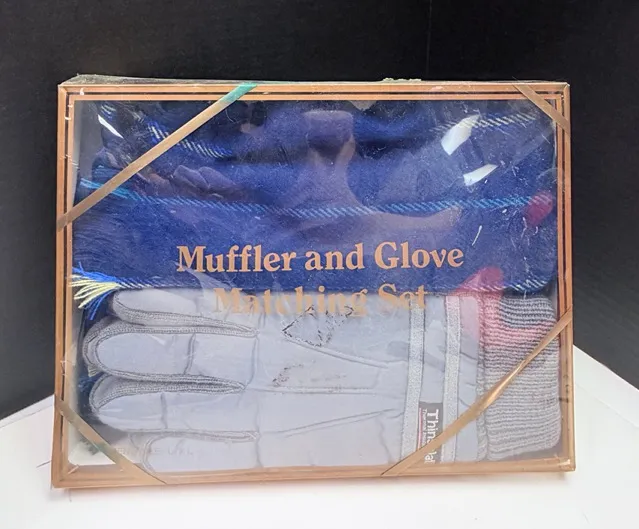 Muffler and Glove
Matching Set